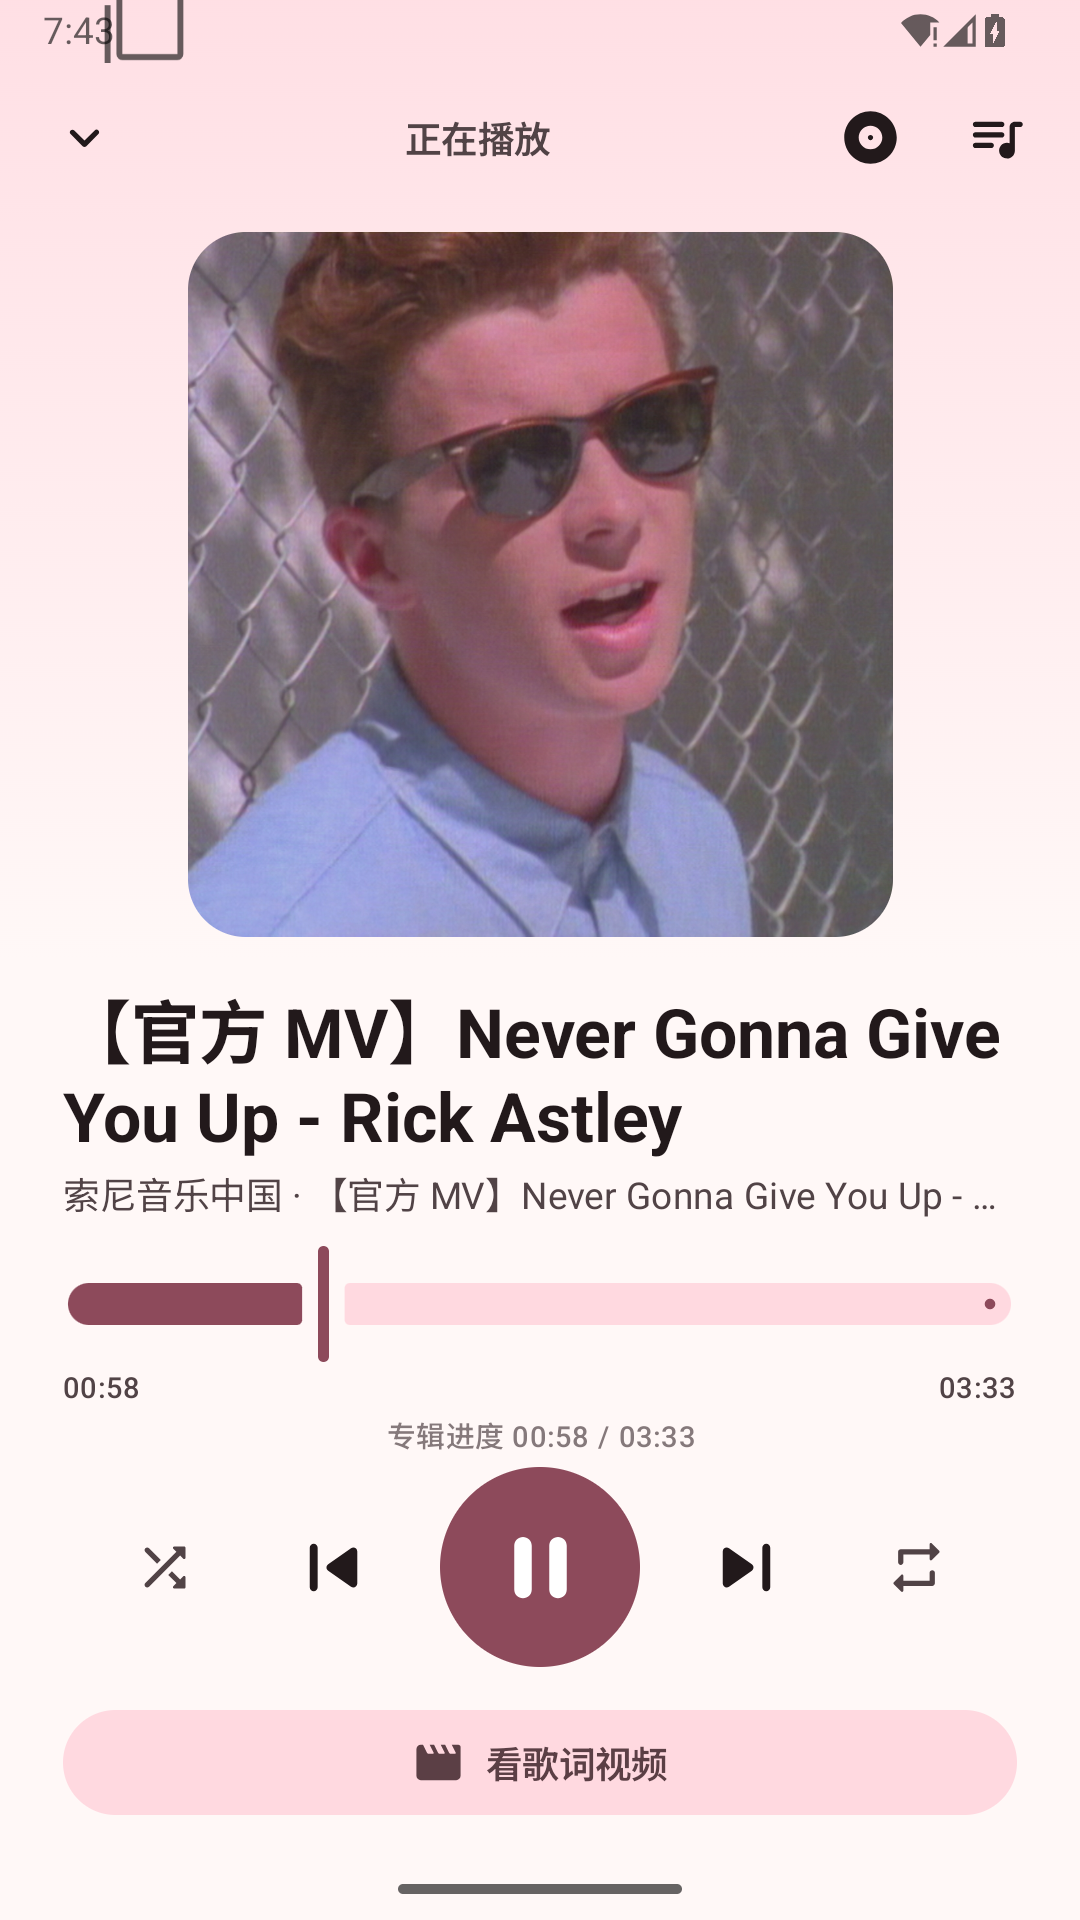 7:43
正在播放
【官方 MV】Never Gonna Give
You Up - Rick Astley
索尼音乐中国 · 【官方 MV】Never Gonna Give You Up - …
00:58
03:33
专辑进度 00:58 / 03:33
看歌词视频